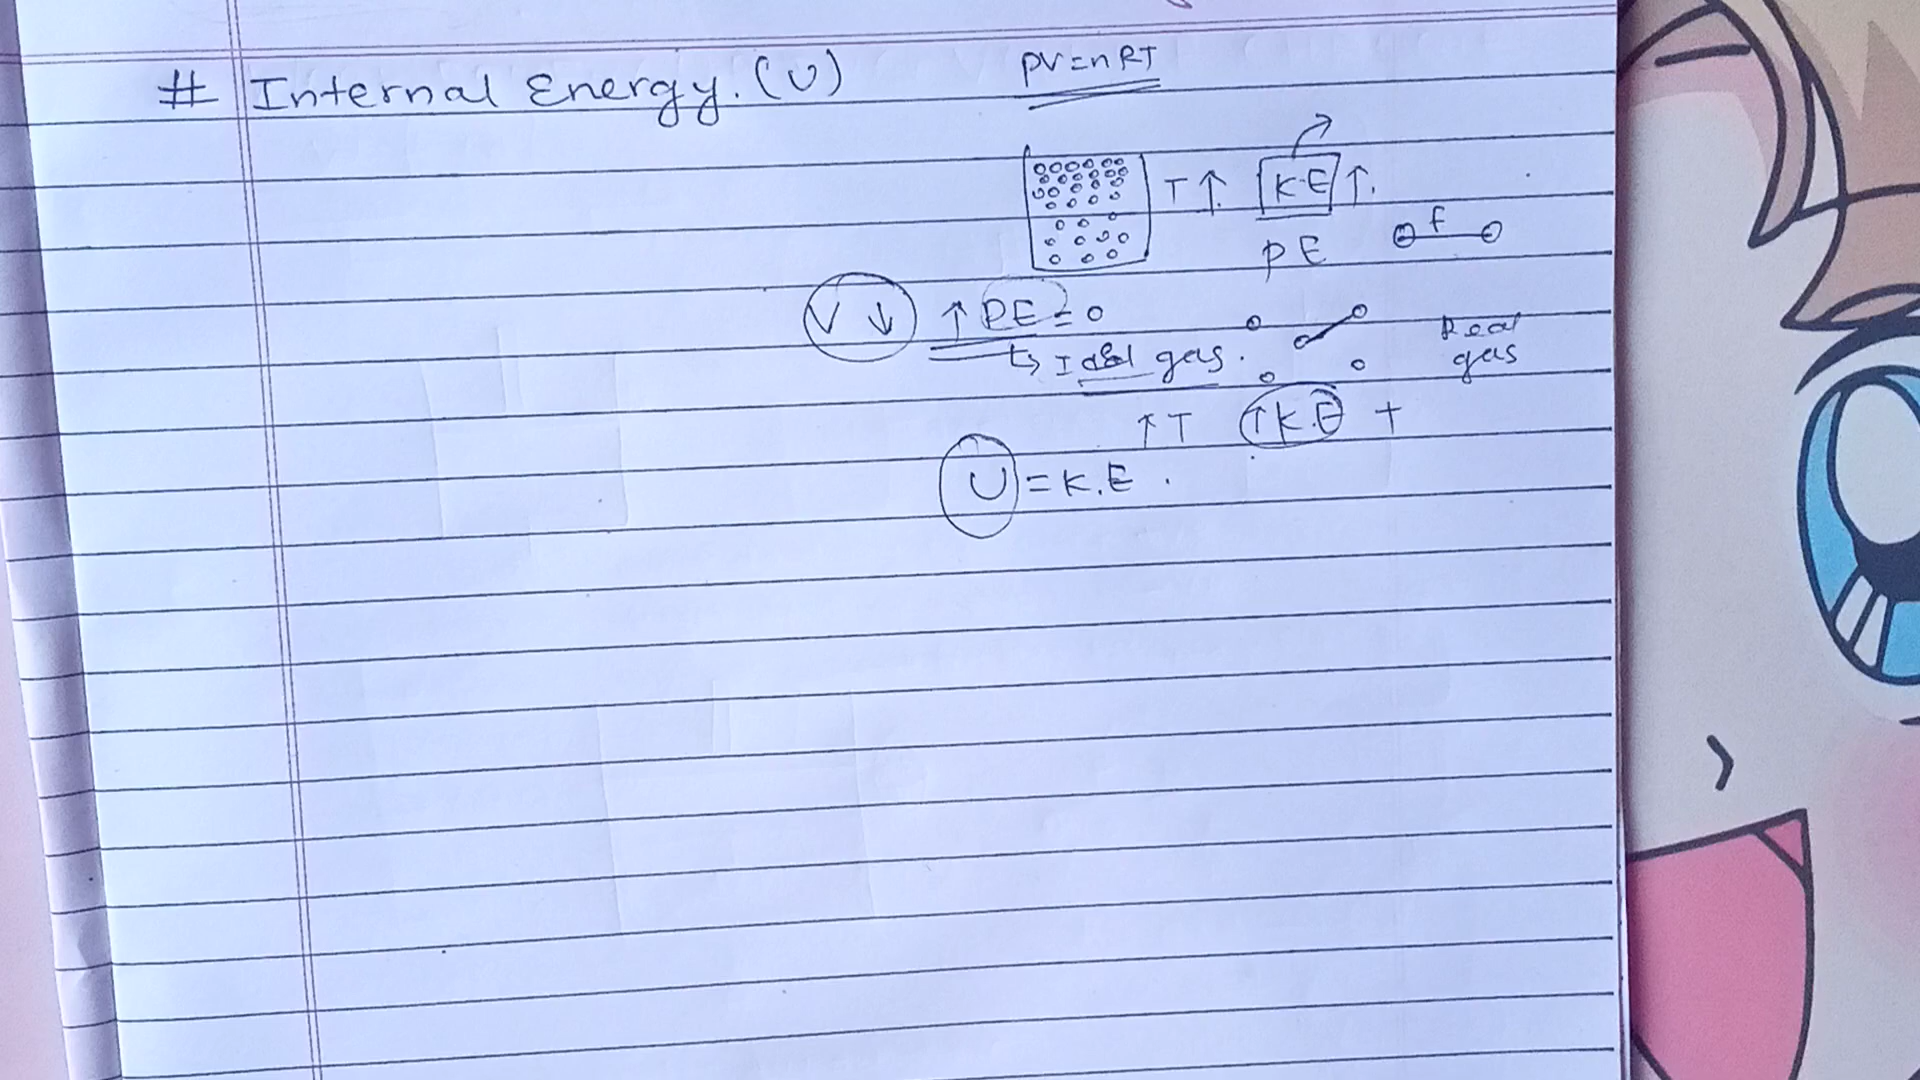 # Internal Energy. (U)
PV=nRT
T↑ K.E ↑.
PE
F
V ↓ ↑ PE = 0
↳ Ideal gas.
Real
gas
↑T ↑K.E +
U = K.E.